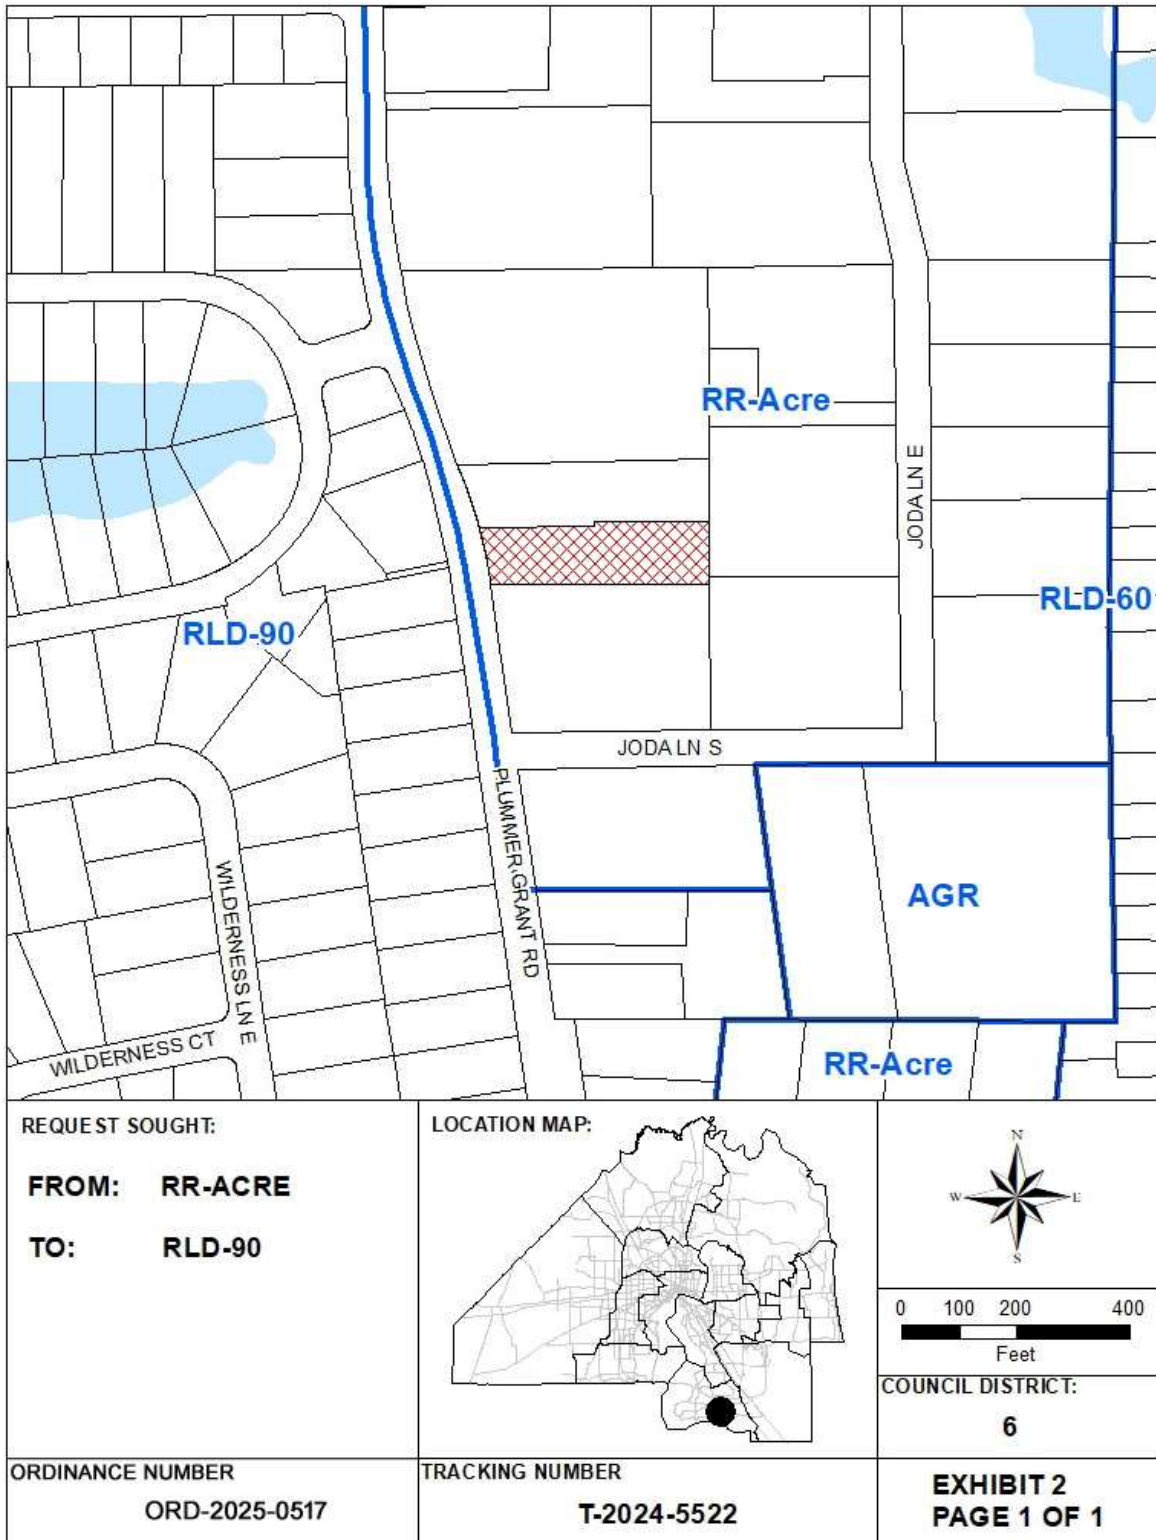 RR-Acre
JODA LN E
RLD-60
RLD-90
JODA LN S
PLUMMER GRANT RD
AGR
WILDERNESS LN E
WILDERNESS CT
RR-Acre
REQUEST SOUGHT:
FROM: RR-ACRE
TO: RLD-90
LOCATION MAP:
N
W E
S
0 100 200 400
Feet
COUNCIL DISTRICT:
6
ORDINANCE NUMBER
ORD-2025-0517
TRACKING NUMBER
T-2024-5522
EXHIBIT 2
PAGE 1 OF 1